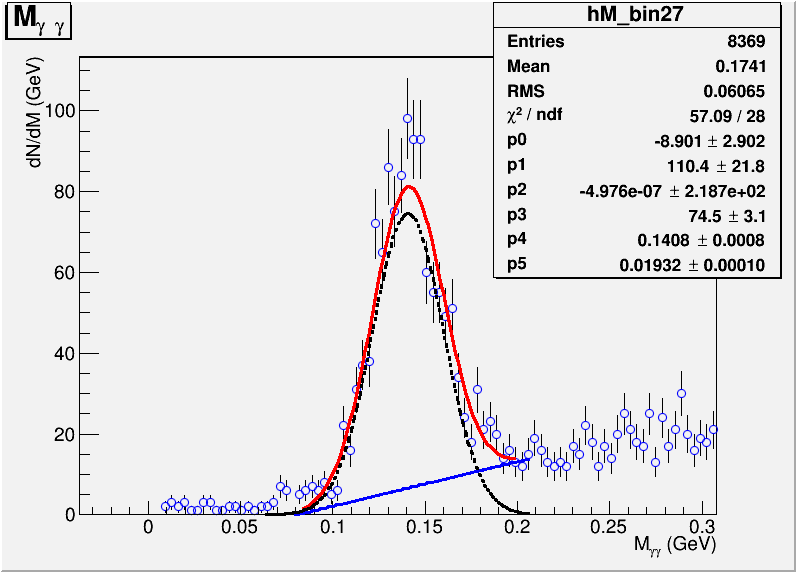 M_γ γ
hM_bin27
Entries 8369
Mean 0.1741
RMS 0.06065
χ² / ndf 57.09 / 28
p0 -8.901 ± 2.902
p1 110.4 ± 21.8
p2 -4.976e-07 ± 2.187e+02
p3 74.5 ± 3.1
p4 0.1408 ± 0.0008
p5 0.01932 ± 0.00010
dN/dM (GeV)
100
80
60
40
20
0
0 0.05 0.1 0.15 0.2 0.25 0.3
M_γγ (GeV)